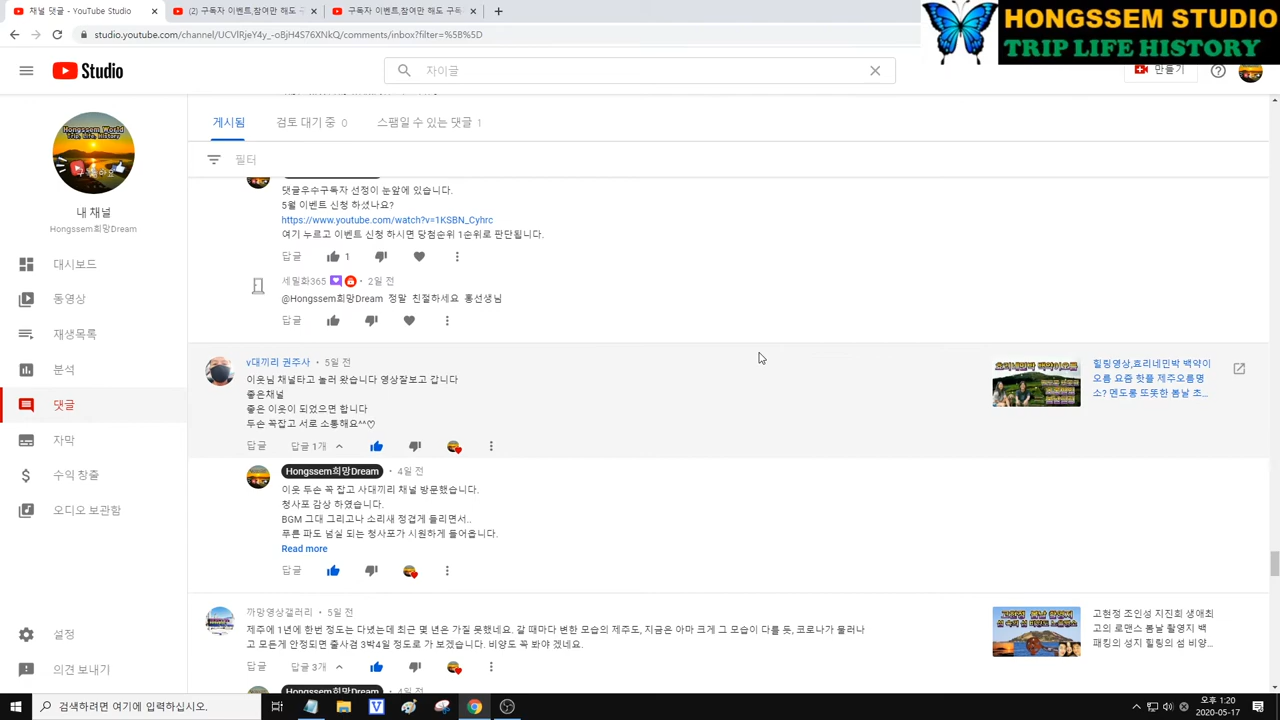 채널 댓글 - YouTube Studio
(2) 구독자 이벤트,참여만 해도
구독자 이벤트,참여만 해도 구독
HONGSSEM STUDIO
TRIP LIFE HISTORY
studio.youtube.com/channel/UCVlRjeY4y_-oBjH4S76XNkQ/comments/inbox?filter=%5B%5D
Studio
자이글
만들기
게시됨
검토 대기 중 0
스팸일 수 있는 댓글 1
필터
Hongssem World
Trip. Life. History
내 채널
Hongssem희망Dream
대시보드
동영상
재생목록
분석
댓글
자막
수익 창출
오디오 보관함
설정
의견 보내기
댓글우수구독자 선정이 눈앞에 있습니다.
5월 이벤트 신청 하셨나요?
https://www.youtube.com/watch?v=1KSBN_Cyhrc
여기 누르고 이벤트 신청 하시면 당첨순위 1순위로 판단됩니다.
답글 1
세밀화365 • 2일 전
@Hongssem희망Dream 정말 친절하세요 홍선생님
답글
v대끼리 권주사 • 5일 전
이웃님 채널타고 놀러 왔습니다 영상잘보고 갑니다
좋은채널
좋은 이웃이 되었으면 합니다
두손 꼭잡고 서로 소통해요^^♡
답글 답글 1개
효리네민박 백약이오름
힐링영상,효리네민박 백약이
오름 요즘 핫플 제주오름명
소? 멘도롱 또똣한 봄날 조...
Hongssem희망Dream • 4일 전
이웃 두손 꼭 잡고 사대끼리 채널 방문했습니다.
청사포 감상 하였습니다.
BGM 그대 그리고나 소리새 정겹게 들리면서..
푸른 파도 넘실 되는 청사포가 시원하게 들어옵니다.
Read more
답글
까망영상갤러리 • 5일 전
제주에 1년에 한번 정도는 다녔는데 최근 몇 년은 가질 못했네요. 갈 때마다 변한 모습의 제주도, 지금은 아마 크게 그 모습이 다를 듯, 코로나가 물러나
고 모든게 안정되면 줄사겸 3박4일 정도로 가 보겠습니다. 비양도 꼭 봐야 겠네요.
답글 답글 3개
고현정 조인성 지진희 생애최
고의 로맨스 봄날 촬영지 백
패킹의 성지 힐링의 섬 비양...
Hongssem희망Dream • 4일 전
검색하려면 여기에 입력하십시오.
오후 1:20
2020-05-17